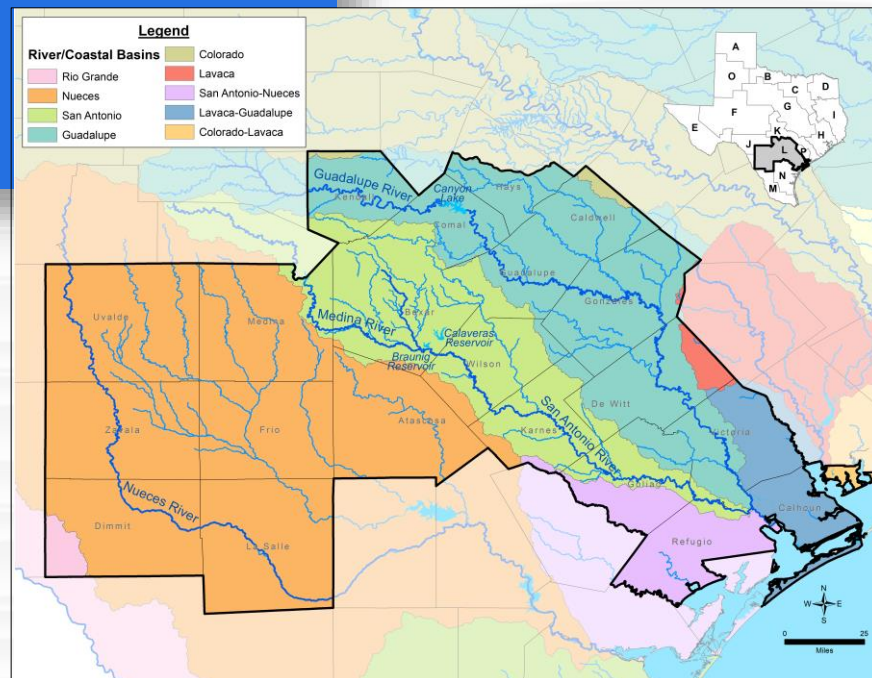 Legend
River/Coastal Basins
Rio Grande
Nueces
San Antonio
Guadalupe
Colorado
Lavaca
San Antonio-Nueces
Lavaca-Guadalupe
Colorado-Lavaca
A
O
B
C
D
E
F
G
I
K
H
J
L
P
N
M
Guadalupe River
Canyon
Lake
Hays
Kendall
Comal
Caldwell
Guadalupe
Gonzales
Uvalde
Medina
Bexar
Medina River
Calaveras
Reservoir
Braunig
Reservoir
Wilson
San Antonio River
De Witt
Victoria
Zavala
Frio
Atascosa
Karnes
Goliad
Calhoun
Nueces River
Dimmit
La Salle
Refugio
N
W E
S
0 25
Miles